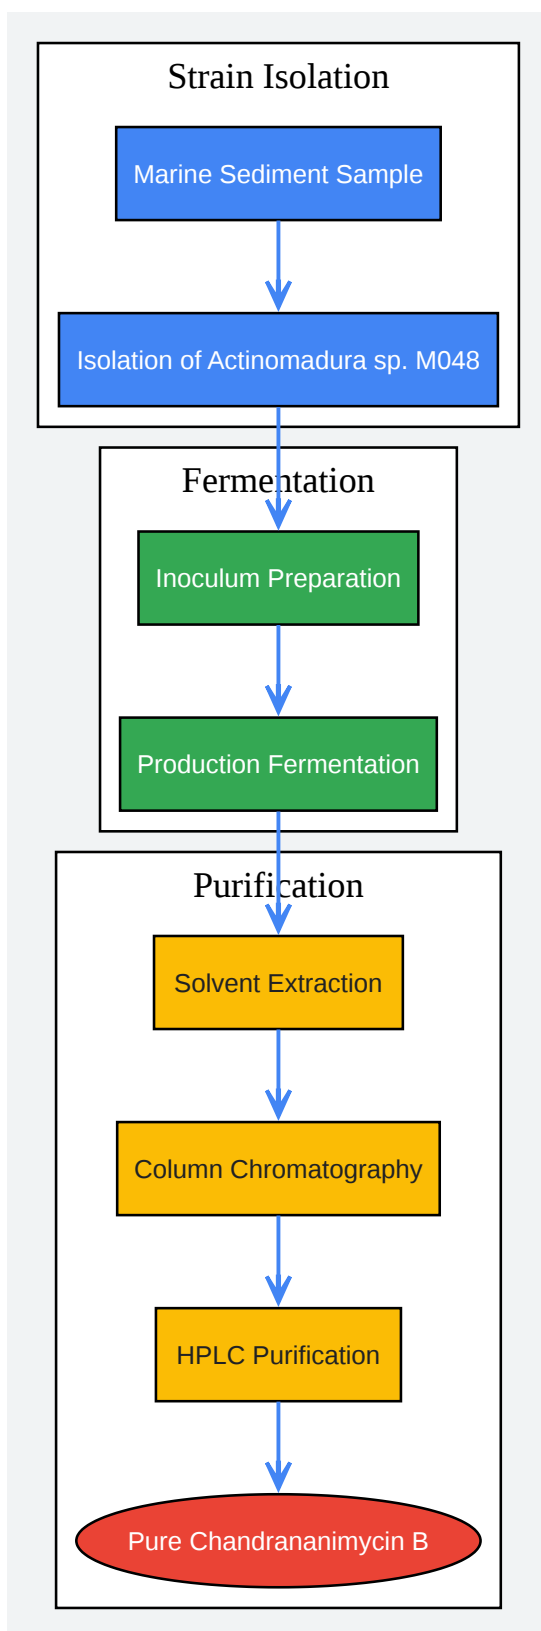 Strain Isolation
Marine Sediment Sample
Isolation of Actinomadura sp. M048
Fermentation
Inoculum Preparation
Production Fermentation
Purification
Solvent Extraction
Column Chromatography
HPLC Purification
Pure Chandrananimycin B